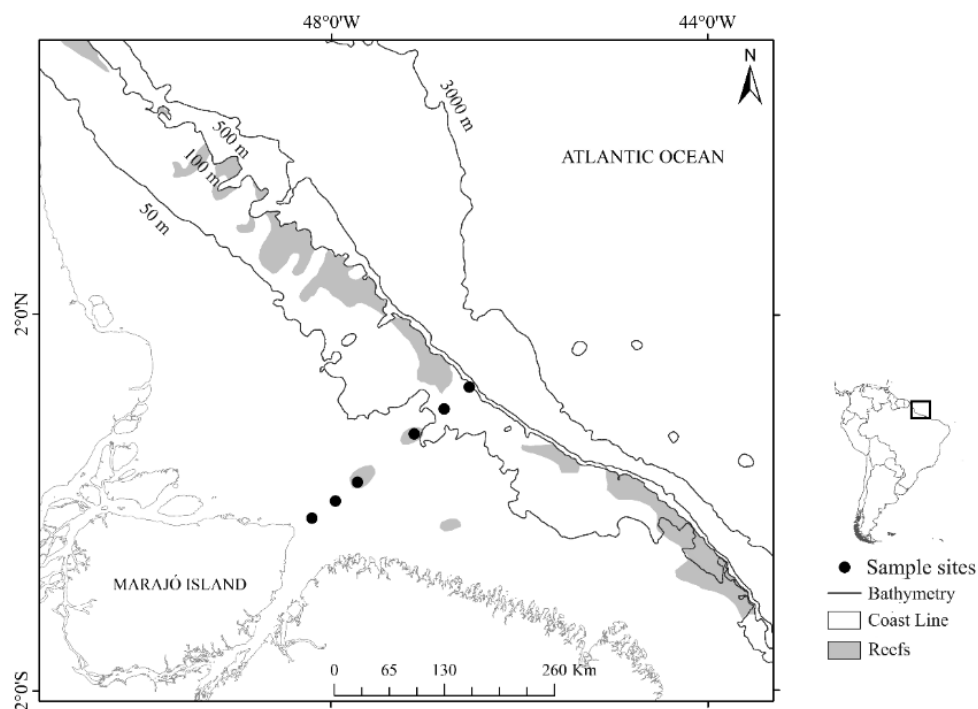 48°0'W
44°0'W
N
3000 m
500 m
100 m
50 m
ATLANTIC OCEAN
2°0'N
MARAJÓ ISLAND
2°0'S
0
65
130
260 Km
Sample sites
Bathymetry
Coast Line
Reefs